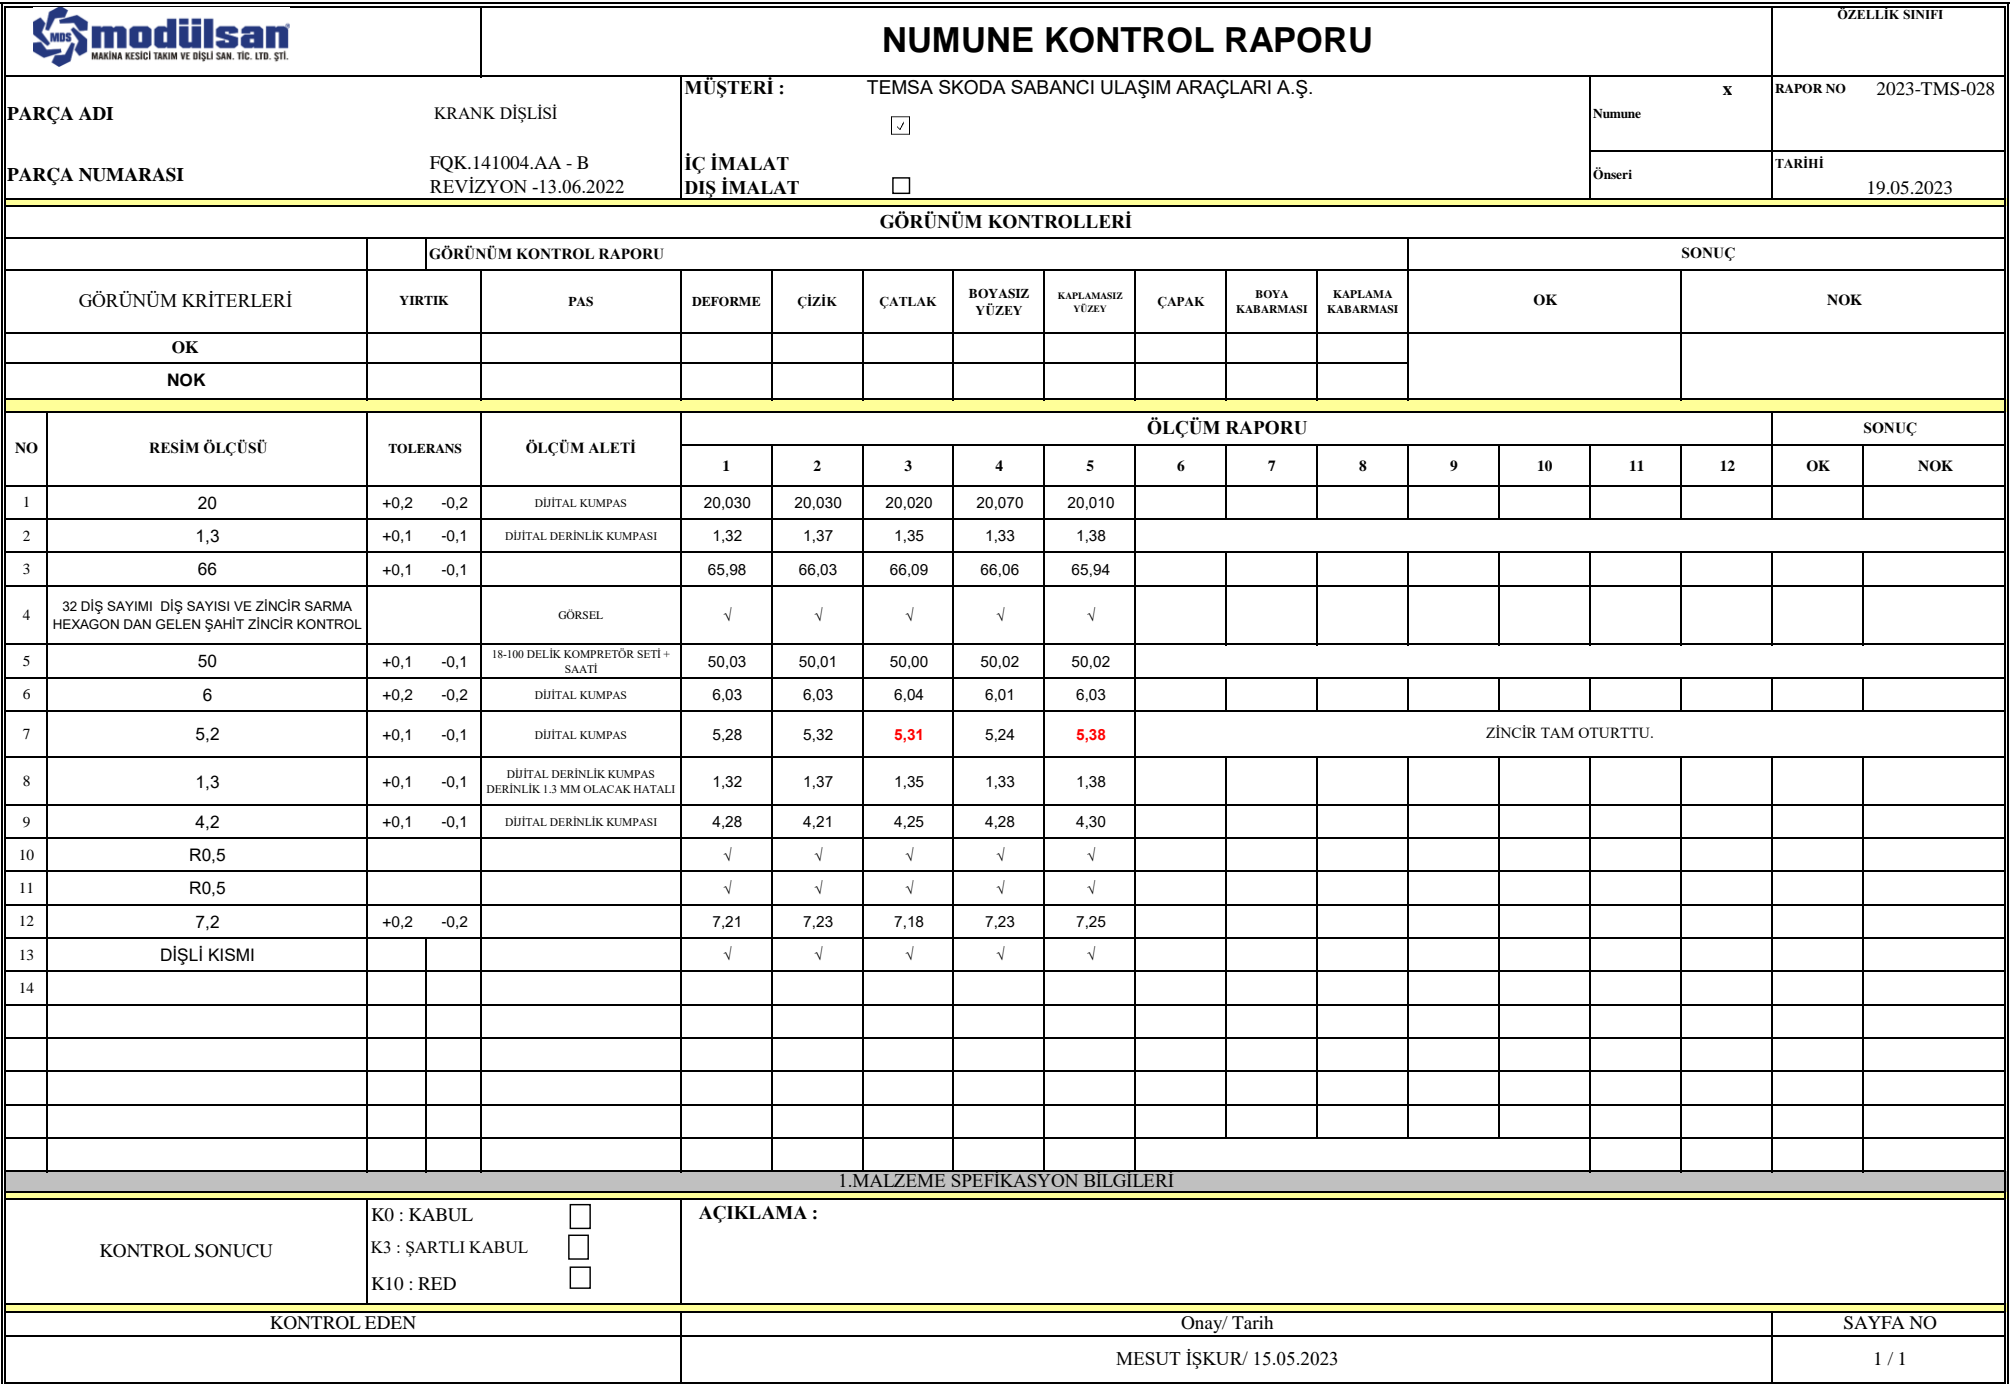 MDS modülsan
MAKİNA KESİCİ TAKIM VE DİŞLİ SAN. TİC. LTD. ŞTİ.
NUMUNE KONTROL RAPORU
ÖZELLİK SINIFI
PARÇA ADI KRANK DİŞLİSİ
PARÇA NUMARASI FQK.141004.AA - B
REVİZYON -13.06.2022
MÜŞTERİ : TEMSA SKODA SABANCI ULAŞIM ARAÇLARI A.Ş.
✓
İÇ İMALAT
DIŞ İMALAT
Numune x
Önseri
RAPOR NO 2023-TMS-028
TARİHİ
19.05.2023
GÖRÜNÜM KONTROLLERİ
GÖRÜNÜM KONTROL RAPORU SONUÇ
GÖRÜNÜM KRİTERLERİ YIRTIK PAS DEFORME ÇİZİK ÇATLAK BOYASIZ YÜZEY KAPLAMASIZ YÜZEY ÇAPAK BOYA KABARMASI KAPLAMA KABARMASI OK NOK
OK
NOK
NO RESİM ÖLÇÜSÜ TOLERANS ÖLÇÜM ALETİ ÖLÇÜM RAPORU SONUÇ
1 2 3 4 5 6 7 8 9 10 11 12 OK NOK
1 20 +0,2 -0,2 DİJİTAL KUMPAS 20,030 20,030 20,020 20,070 20,010
2 1,3 +0,1 -0,1 DİJİTAL DERİNLİK KUMPASI 1,32 1,37 1,35 1,33 1,38
3 66 +0,1 -0,1 65,98 66,03 66,09 66,06 65,94
4 32 DİŞ SAYIMI DİŞ SAYISI VE ZİNCİR SARMA HEXAGON DAN GELEN ŞAHİT ZİNCİR KONTROL GÖRSEL √ √ √ √ √
5 50 +0,1 -0,1 18-100 DELİK KOMPRETÖR SETİ + SAATİ 50,03 50,01 50,00 50,02 50,02
6 6 +0,2 -0,2 DİJİTAL KUMPAS 6,03 6,03 6,04 6,01 6,03
7 5,2 +0,1 -0,1 DİJİTAL KUMPAS 5,28 5,32 5,31 5,24 5,38 ZİNCİR TAM OTURTTU.
8 1,3 +0,1 -0,1 DİJİTAL DERİNLİK KUMPAS DERİNLİK 1.3 MM OLACAK HATALI 1,32 1,37 1,35 1,33 1,38
9 4,2 +0,1 -0,1 DİJİTAL DERİNLİK KUMPASI 4,28 4,21 4,25 4,28 4,30
10 R0,5 √ √ √ √ √
11 R0,5 √ √ √ √ √
12 7,2 +0,2 -0,2 7,21 7,23 7,18 7,23 7,25
13 DİŞLİ KISMI √ √ √ √ √
14
1.MALZEME SPEFİKASYON BİLGİLERİ
KONTROL SONUCU
K0 : KABUL
K3 : ŞARTLI KABUL
K10 : RED
AÇIKLAMA :
KONTROL EDEN Onay/ Tarih SAYFA NO
MESUT İŞKUR/ 15.05.2023 1 / 1